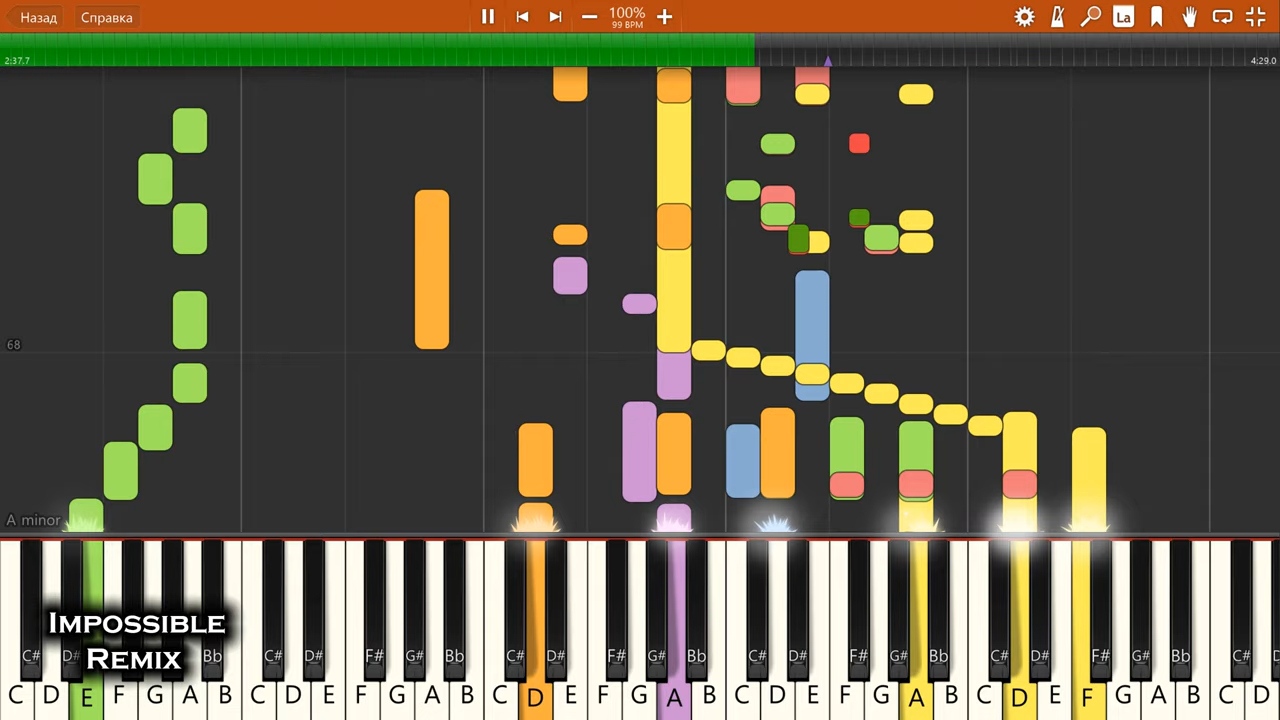 Назад Справка 100% La
99 BPM
2:37.7 4:29.0
68
A minor
Impossible
Remix
C# D# Bb C# D# F# G# Bb C# D# F# G# Bb C# D# F# G# Bb C# D# F# G# Bb C# D
C D E F G A B C D E F G A B C D E F G A B C D E F G A B C D E F G A B C D